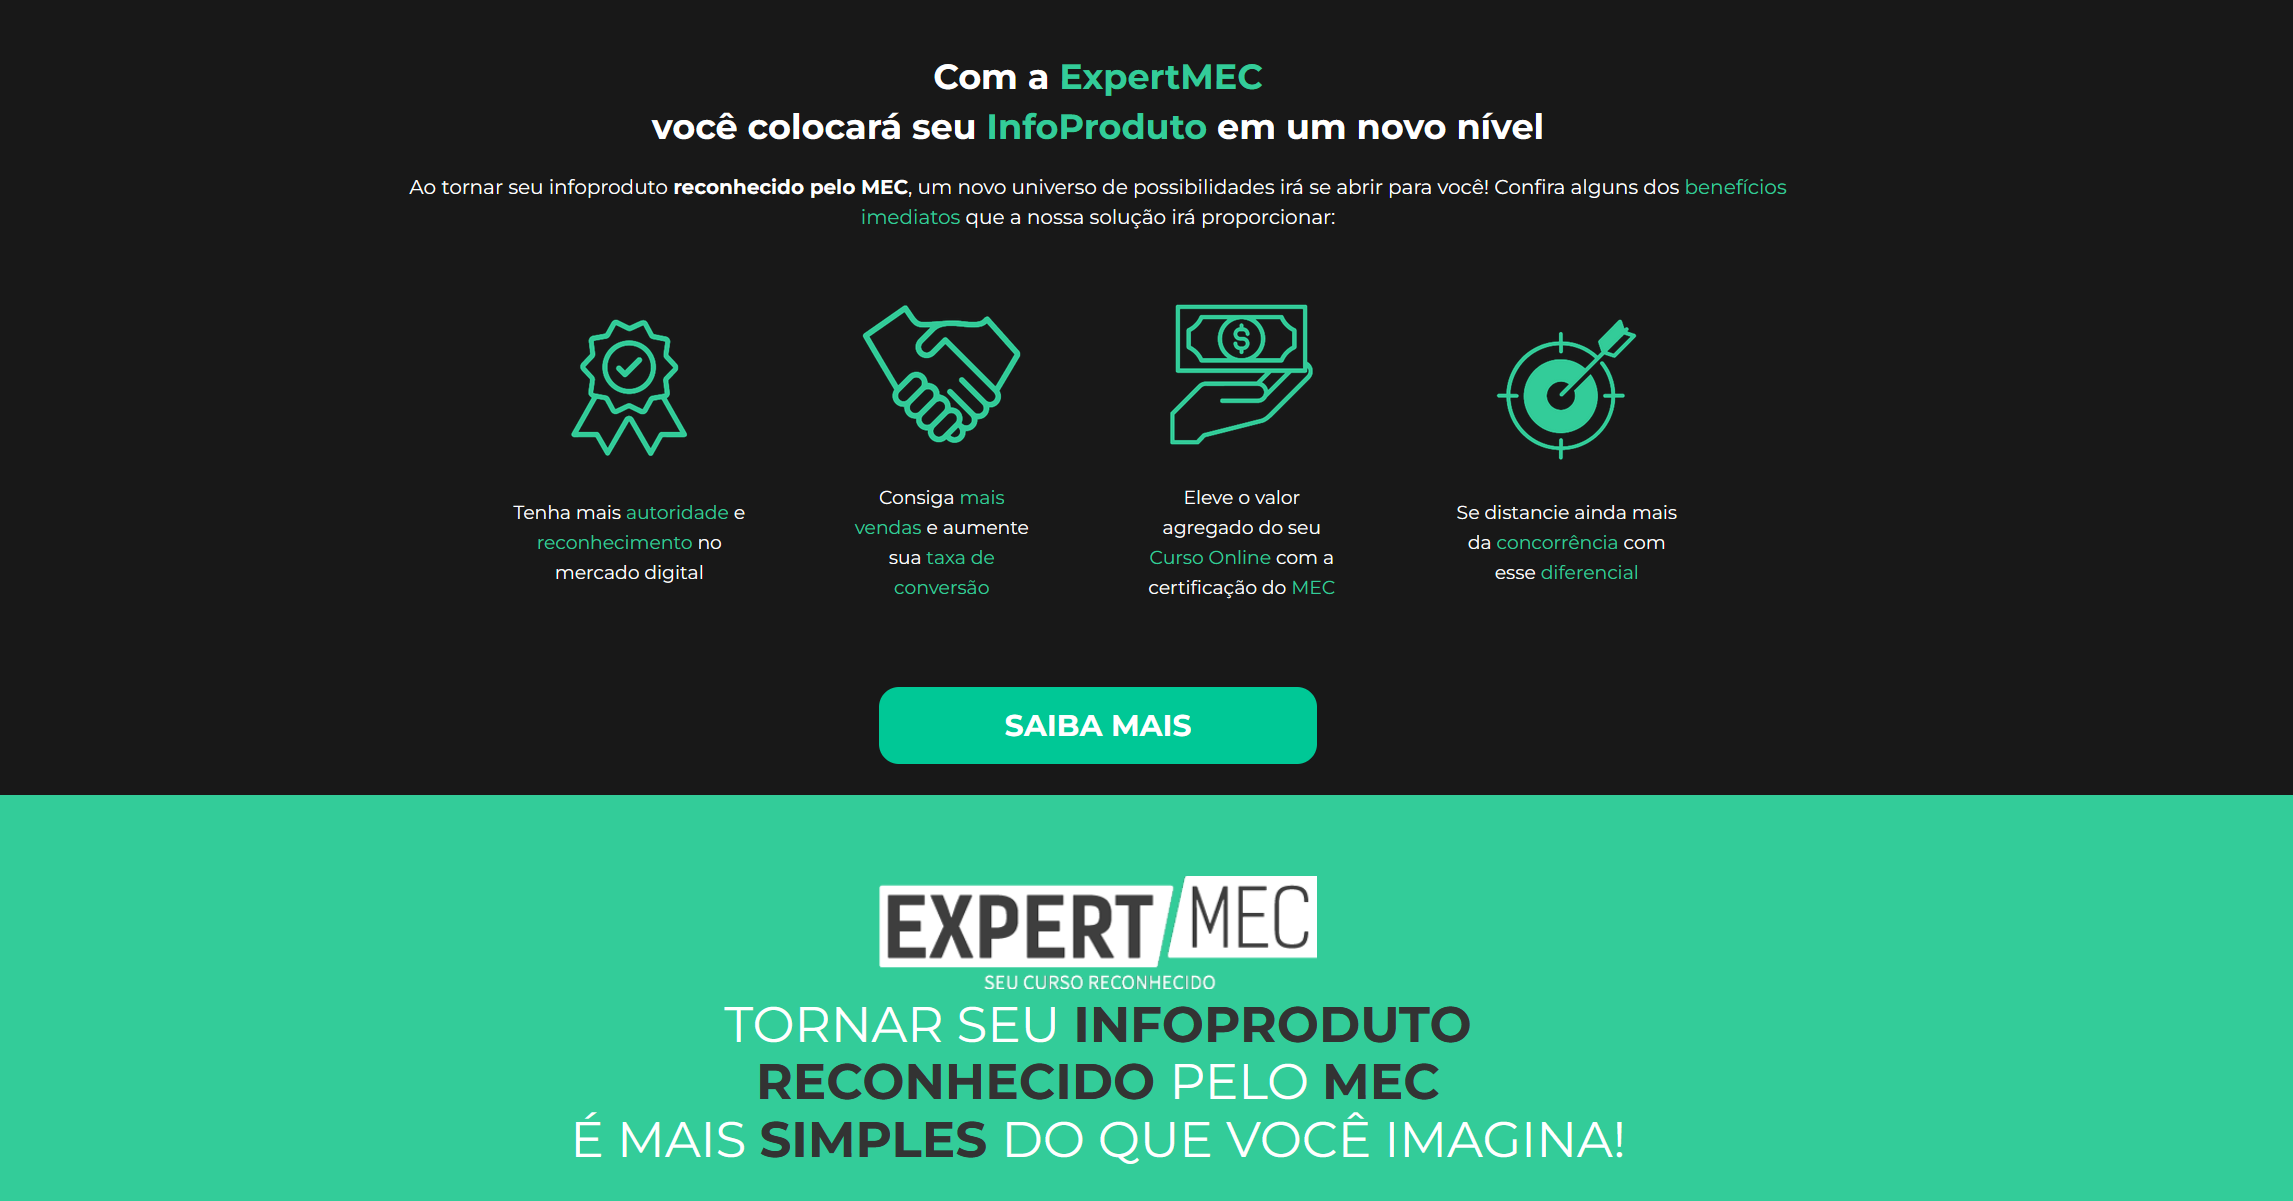 Com a ExpertMEC
você colocará seu InfoProduto em um novo nível
Ao tornar seu infoproduto reconhecido pelo MEC, um novo universo de possibilidades irá se abrir para você! Confira alguns dos benefícios
imediatos que a nossa solução irá proporcionar:
$
Tenha mais autoridade e
reconhecimento no
mercado digital
Consiga mais
vendas e aumente
sua taxa de
conversão
Eleve o valor
agregado do seu
Curso Online com a
certificação do MEC
Se distancie ainda mais
da concorrência com
esse diferencial
SAIBA MAIS
EXPERT MEC
SEU CURSO RECONHECIDO
TORNAR SEU INFOPRODUTO
RECONHECIDO PELO MEC
É MAIS SIMPLES DO QUE VOCÊ IMAGINA!